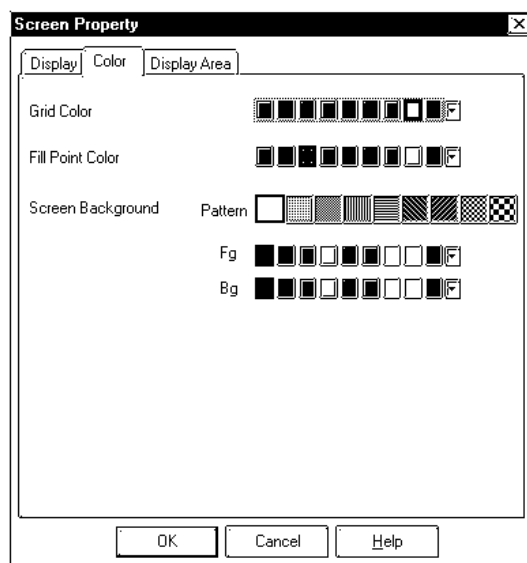 Screen Property
Display Color Display Area
Grid Color
Fill Point Color
Screen Background Pattern
Fg
Bg
OK Cancel Help